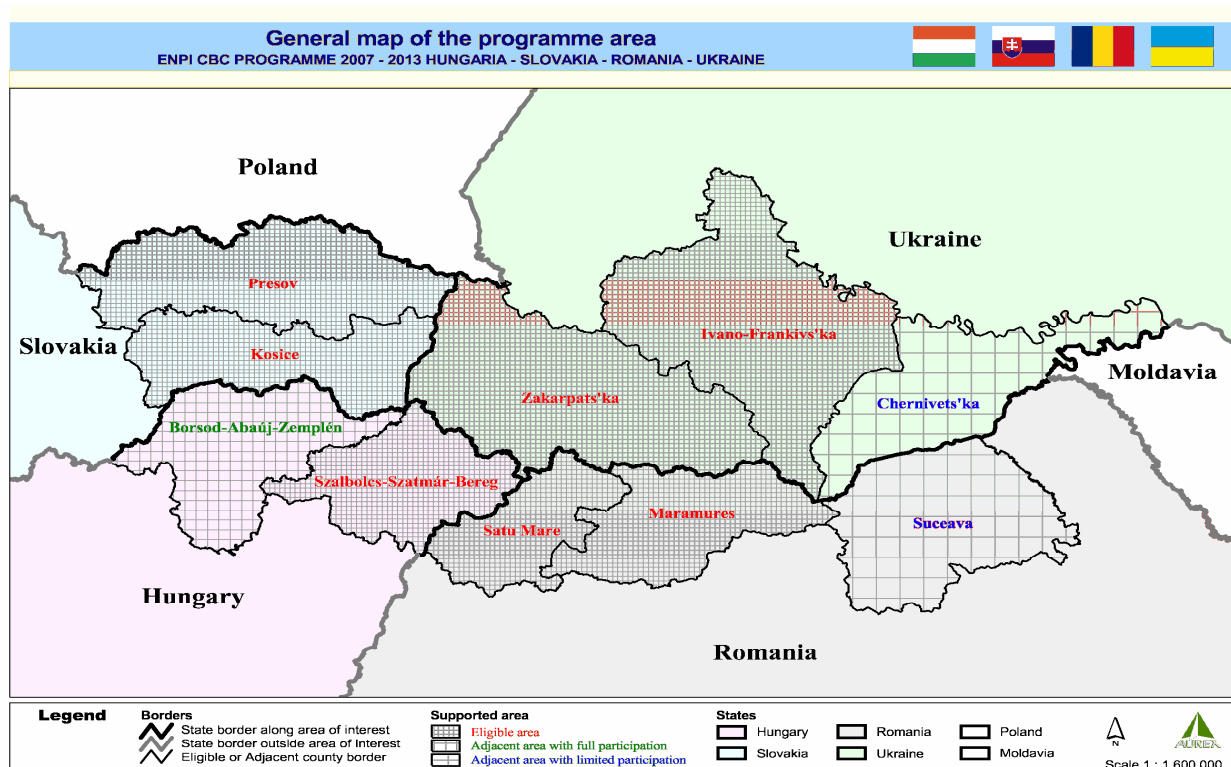 General map of the programme area
ENPI CBC PROGRAMME 2007 - 2013 HUNGARIA - SLOVAKIA - ROMANIA - UKRAINE
Poland
Ukraine
Presov
Ivano-Frankivs'ka
Slovakia
Kosice
Moldavia
Zakarpats'ka
Chernivets'ka
Borsod-Abaúj-Zemplén
Szalbolcs-Szatmár-Bereg
Maramures
Suceava
Satu Mare
Hungary
Romania
Legend
Borders
State border along area of interest
State border outside area of Interest
Eligible or Adjacent county border
Supported area
Eligible area
Adjacent area with full participation
Adjacent area with limited participation
States
Hungary
Romania
Poland
Slovakia
Ukraine
Moldavia
N
AUREX
Scale 1 : 1 600 000